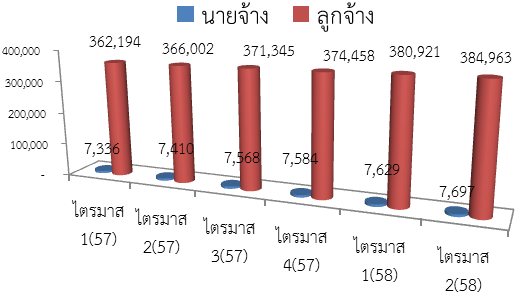 นายจ้าง ลูกจ้าง
400,000
300,000
200,000
100,000
-
362,194 366,002 371,345 374,458 380,921 384,963
7,336 7,410 7,568 7,584 7,629 7,697
ไตรมาส 1(57)
ไตรมาส 2(57)
ไตรมาส 3(57)
ไตรมาส 4(57)
ไตรมาส 1(58)
ไตรมาส 2(58)